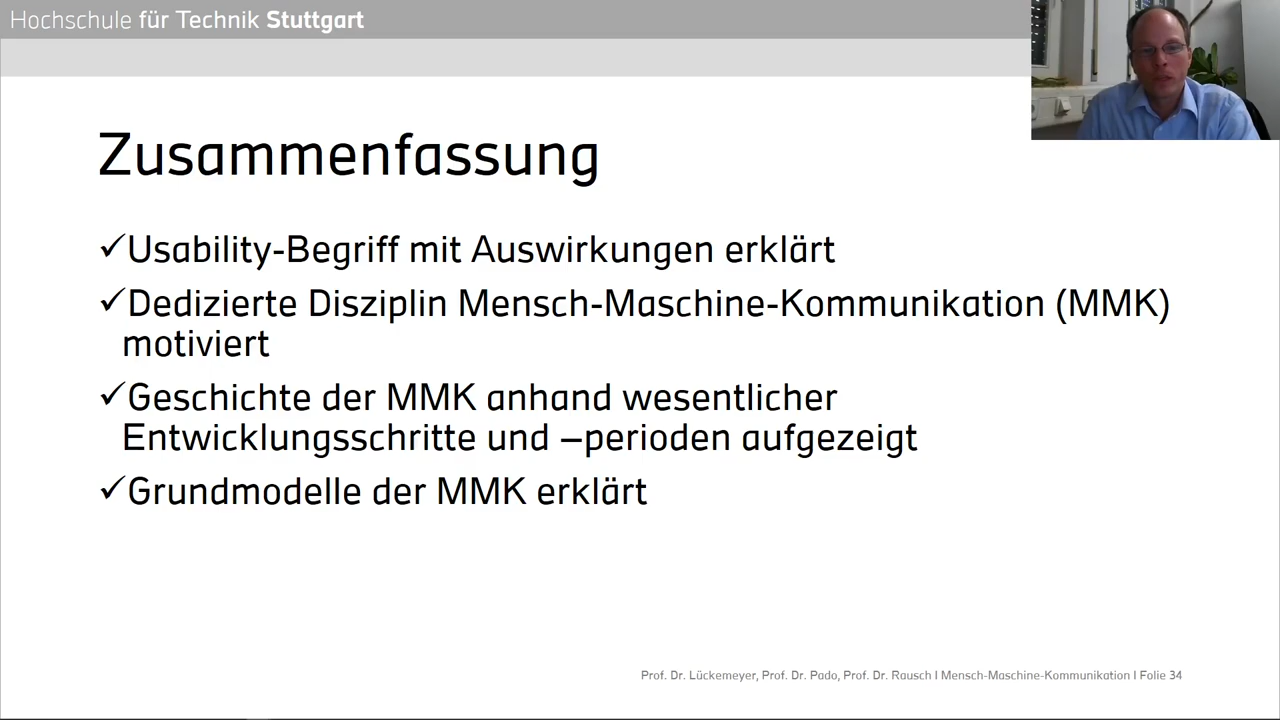 Hochschule für Technik Stuttgart
Zusammenfassung
✓Usability-Begriff mit Auswirkungen erklärt
✓Dedizierte Disziplin Mensch-Maschine-Kommunikation (MMK)
motiviert
✓Geschichte der MMK anhand wesentlicher
Entwicklungsschritte und –perioden aufgezeigt
✓Grundmodelle der MMK erklärt
Prof. Dr. Lückemeyer, Prof. Dr. Pado, Prof. Dr. Rausch I Mensch-Maschine-Kommunikation I Folie 34